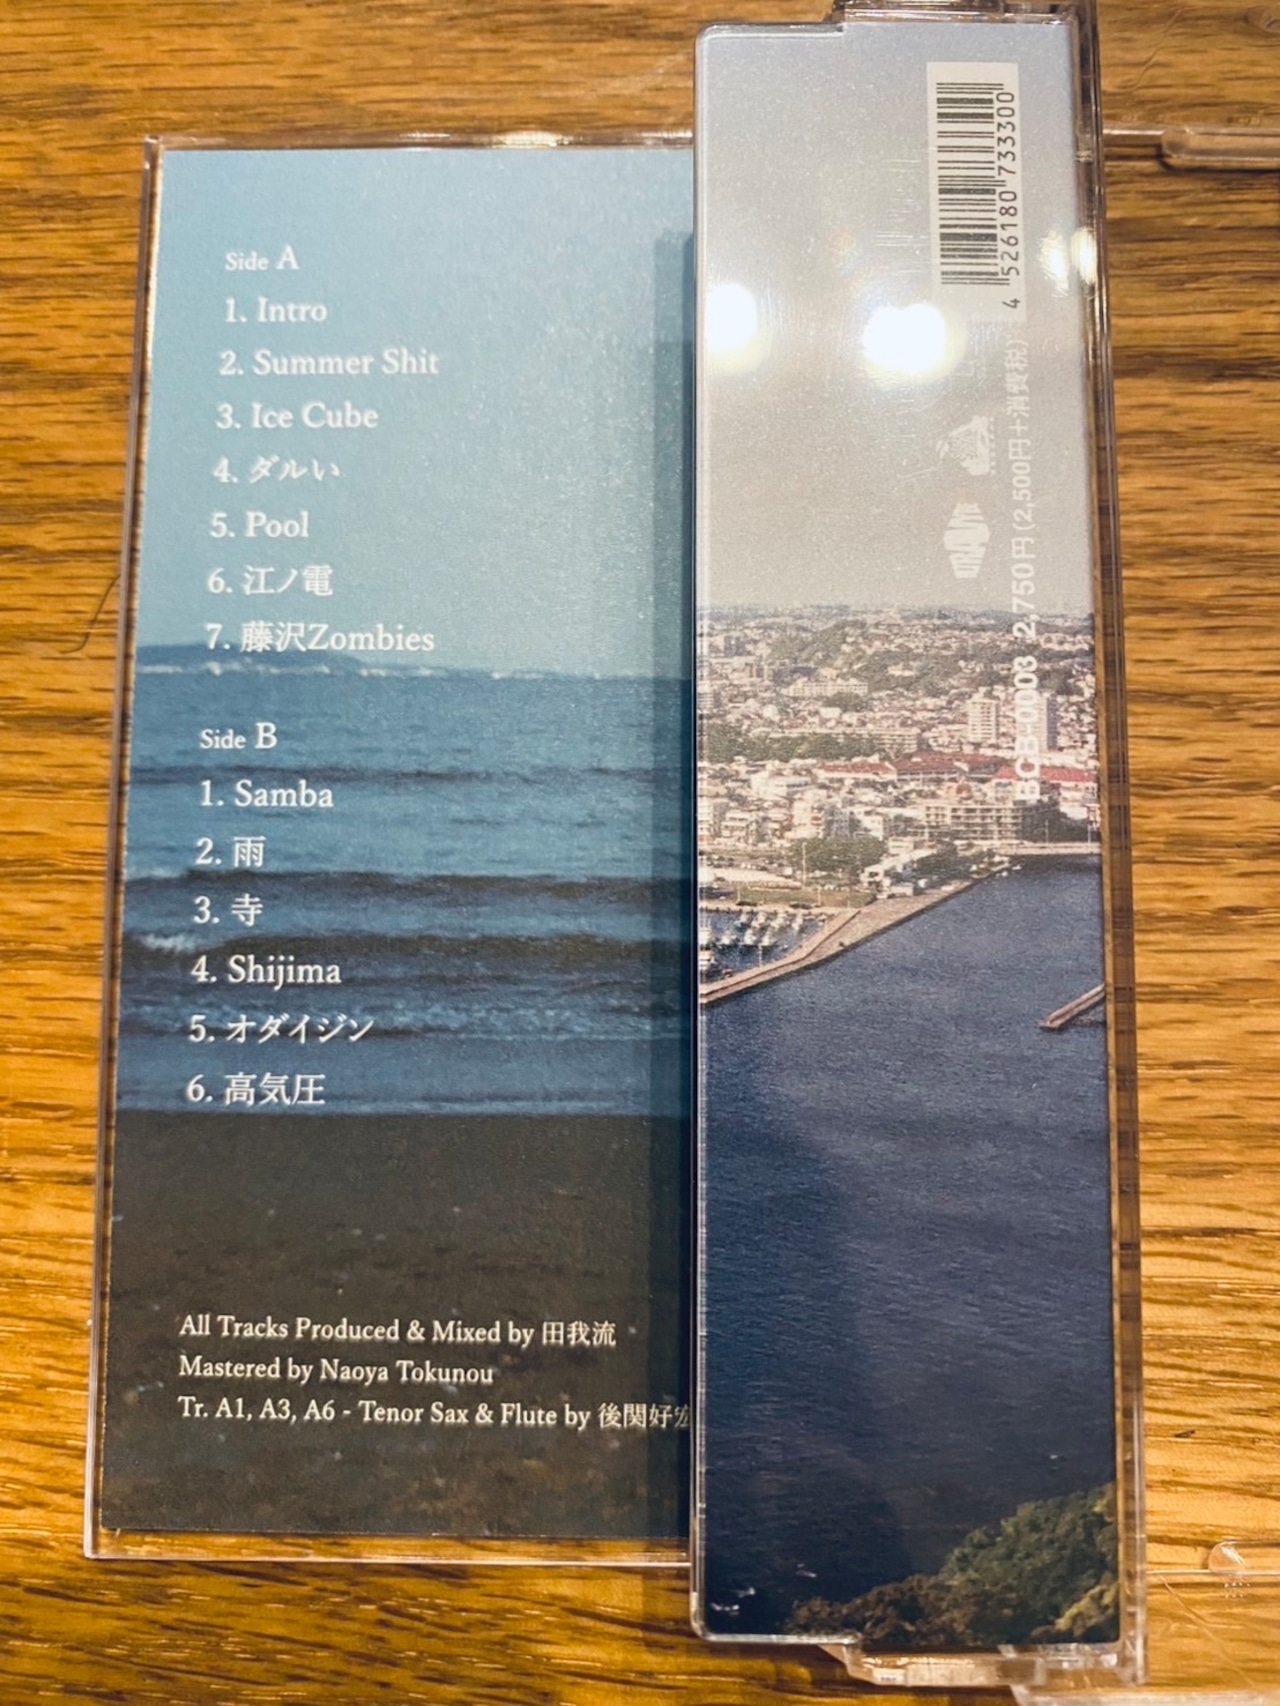 Side A
1. Intro
2. Summer Shit
3. Ice Cube
4. ダルい
5. Pool
6. 江ノ電
7. 藤沢Zombies
Side B
1. Samba
2. 雨
3. 寺
4. Shijima
5. オダイジン
6. 高気圧
All Tracks Produced & Mixed by 田我流
Mastered by Naoya Tokunou
Tr. A1, A3, A6 - Tenor Sax & Flute by 後関好宏
4 526180 733300
2,750円(2,500円+消費税)